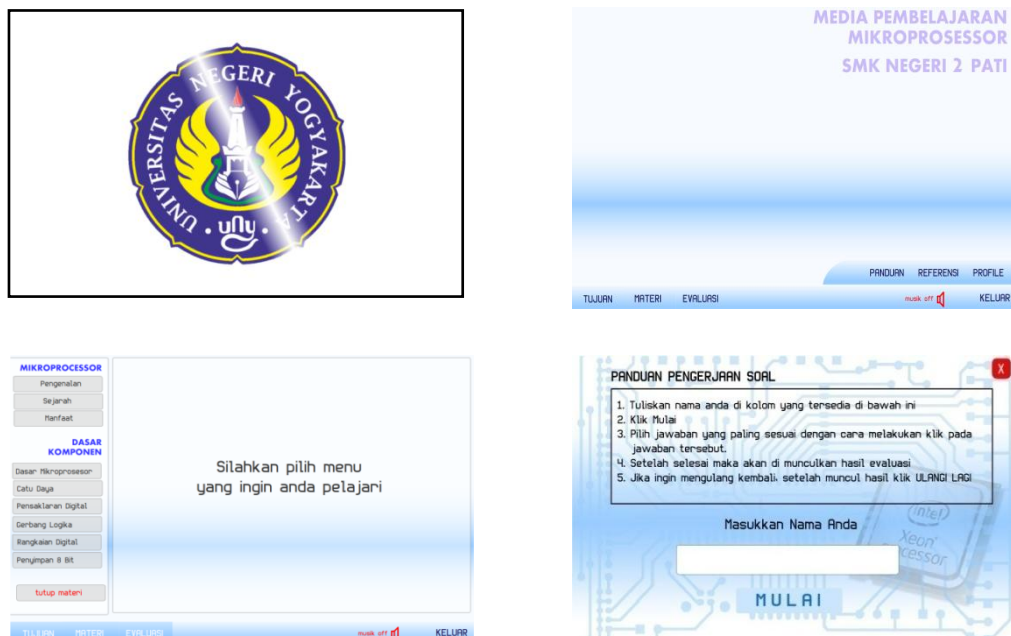 UNIVERSITAS NEGERI YOGYAKARTA
uny
MEDIA PEMBELAJARAN
MIKROPROSESSOR
SMK NEGERI 2 PATI
PANDUAN REFERENSI PROFILE
TUJUAN MATERI EVALUASI musik off KELUAR
MIKROPROCESSOR
Pengenalan
Sejarah
Manfaat
DASAR
KOMPONEN
Dasar Mikroprosesor
Catu Daya
Pensaklaran Digital
Gerbang Logika
Rangkaian Digital
Penyimpan 8 Bit
tutup materi
Silahkan pilih menu
yang ingin anda pelajari
TUJUAN MATERI EVALUASI musik off KELUAR
X
PANDUAN PENGERJAAN SOAL
1. Tuliskan nama anda di kolom yang tersedia di bawah ini
2. Klik Mulai
3. Pilih jawaban yang paling sesuai dengan cara melakukan klik pada
jawaban tersebut.
4. Setelah selesai maka akan di munculkan hasil evaluasi
5. Jika ingin mengulang kembali, setelah muncul hasil klik ULANGI LAGI
Masukkan Nama Anda
intel
Xeon
MULAI